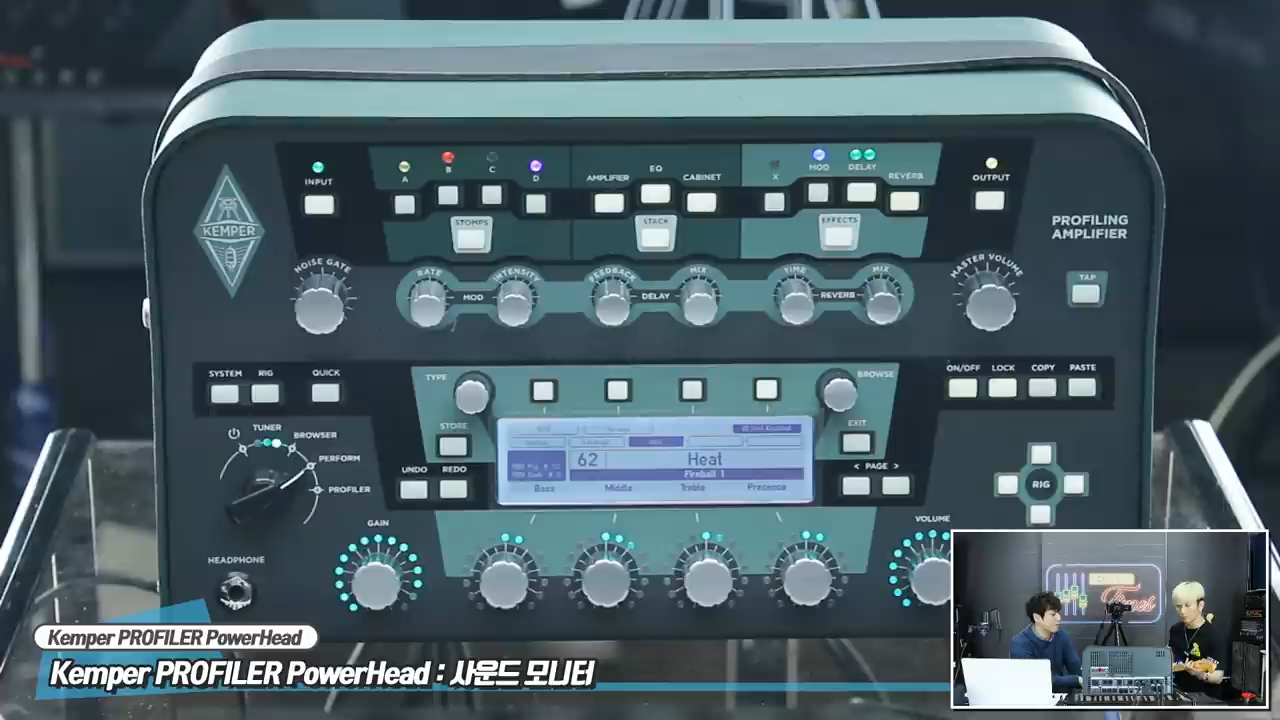 INPUT
A
B
C
D
AMPLIFIER
EQ
CABINET
X
MOD
DELAY
REVERB
OUTPUT
STOMPS
STACK
EFFECTS
KEMPER
PROFILING
AMPLIFIER
NOISE GATE
RATE
INTENSITY
FEEDBACK
MIX
TIME
MIX
MASTER VOLUME
TAP
MOD
DELAY
REVERB
SYSTEM
RIG
QUICK
TYPE
BROWSE
ON/OFF
LOCK
COPY
PASTE
STORE
EXIT
TUNER
BROWSER
PERFORM
PROFILER
UNDO
REDO
62
Heat
Fireball 1
Bass
Middle
Treble
Presence
< PAGE >
RIG
GAIN
VOLUME
HEADPHONE
Kemper PROFILER PowerHead
Kemper PROFILER PowerHead : 사운드 모니터